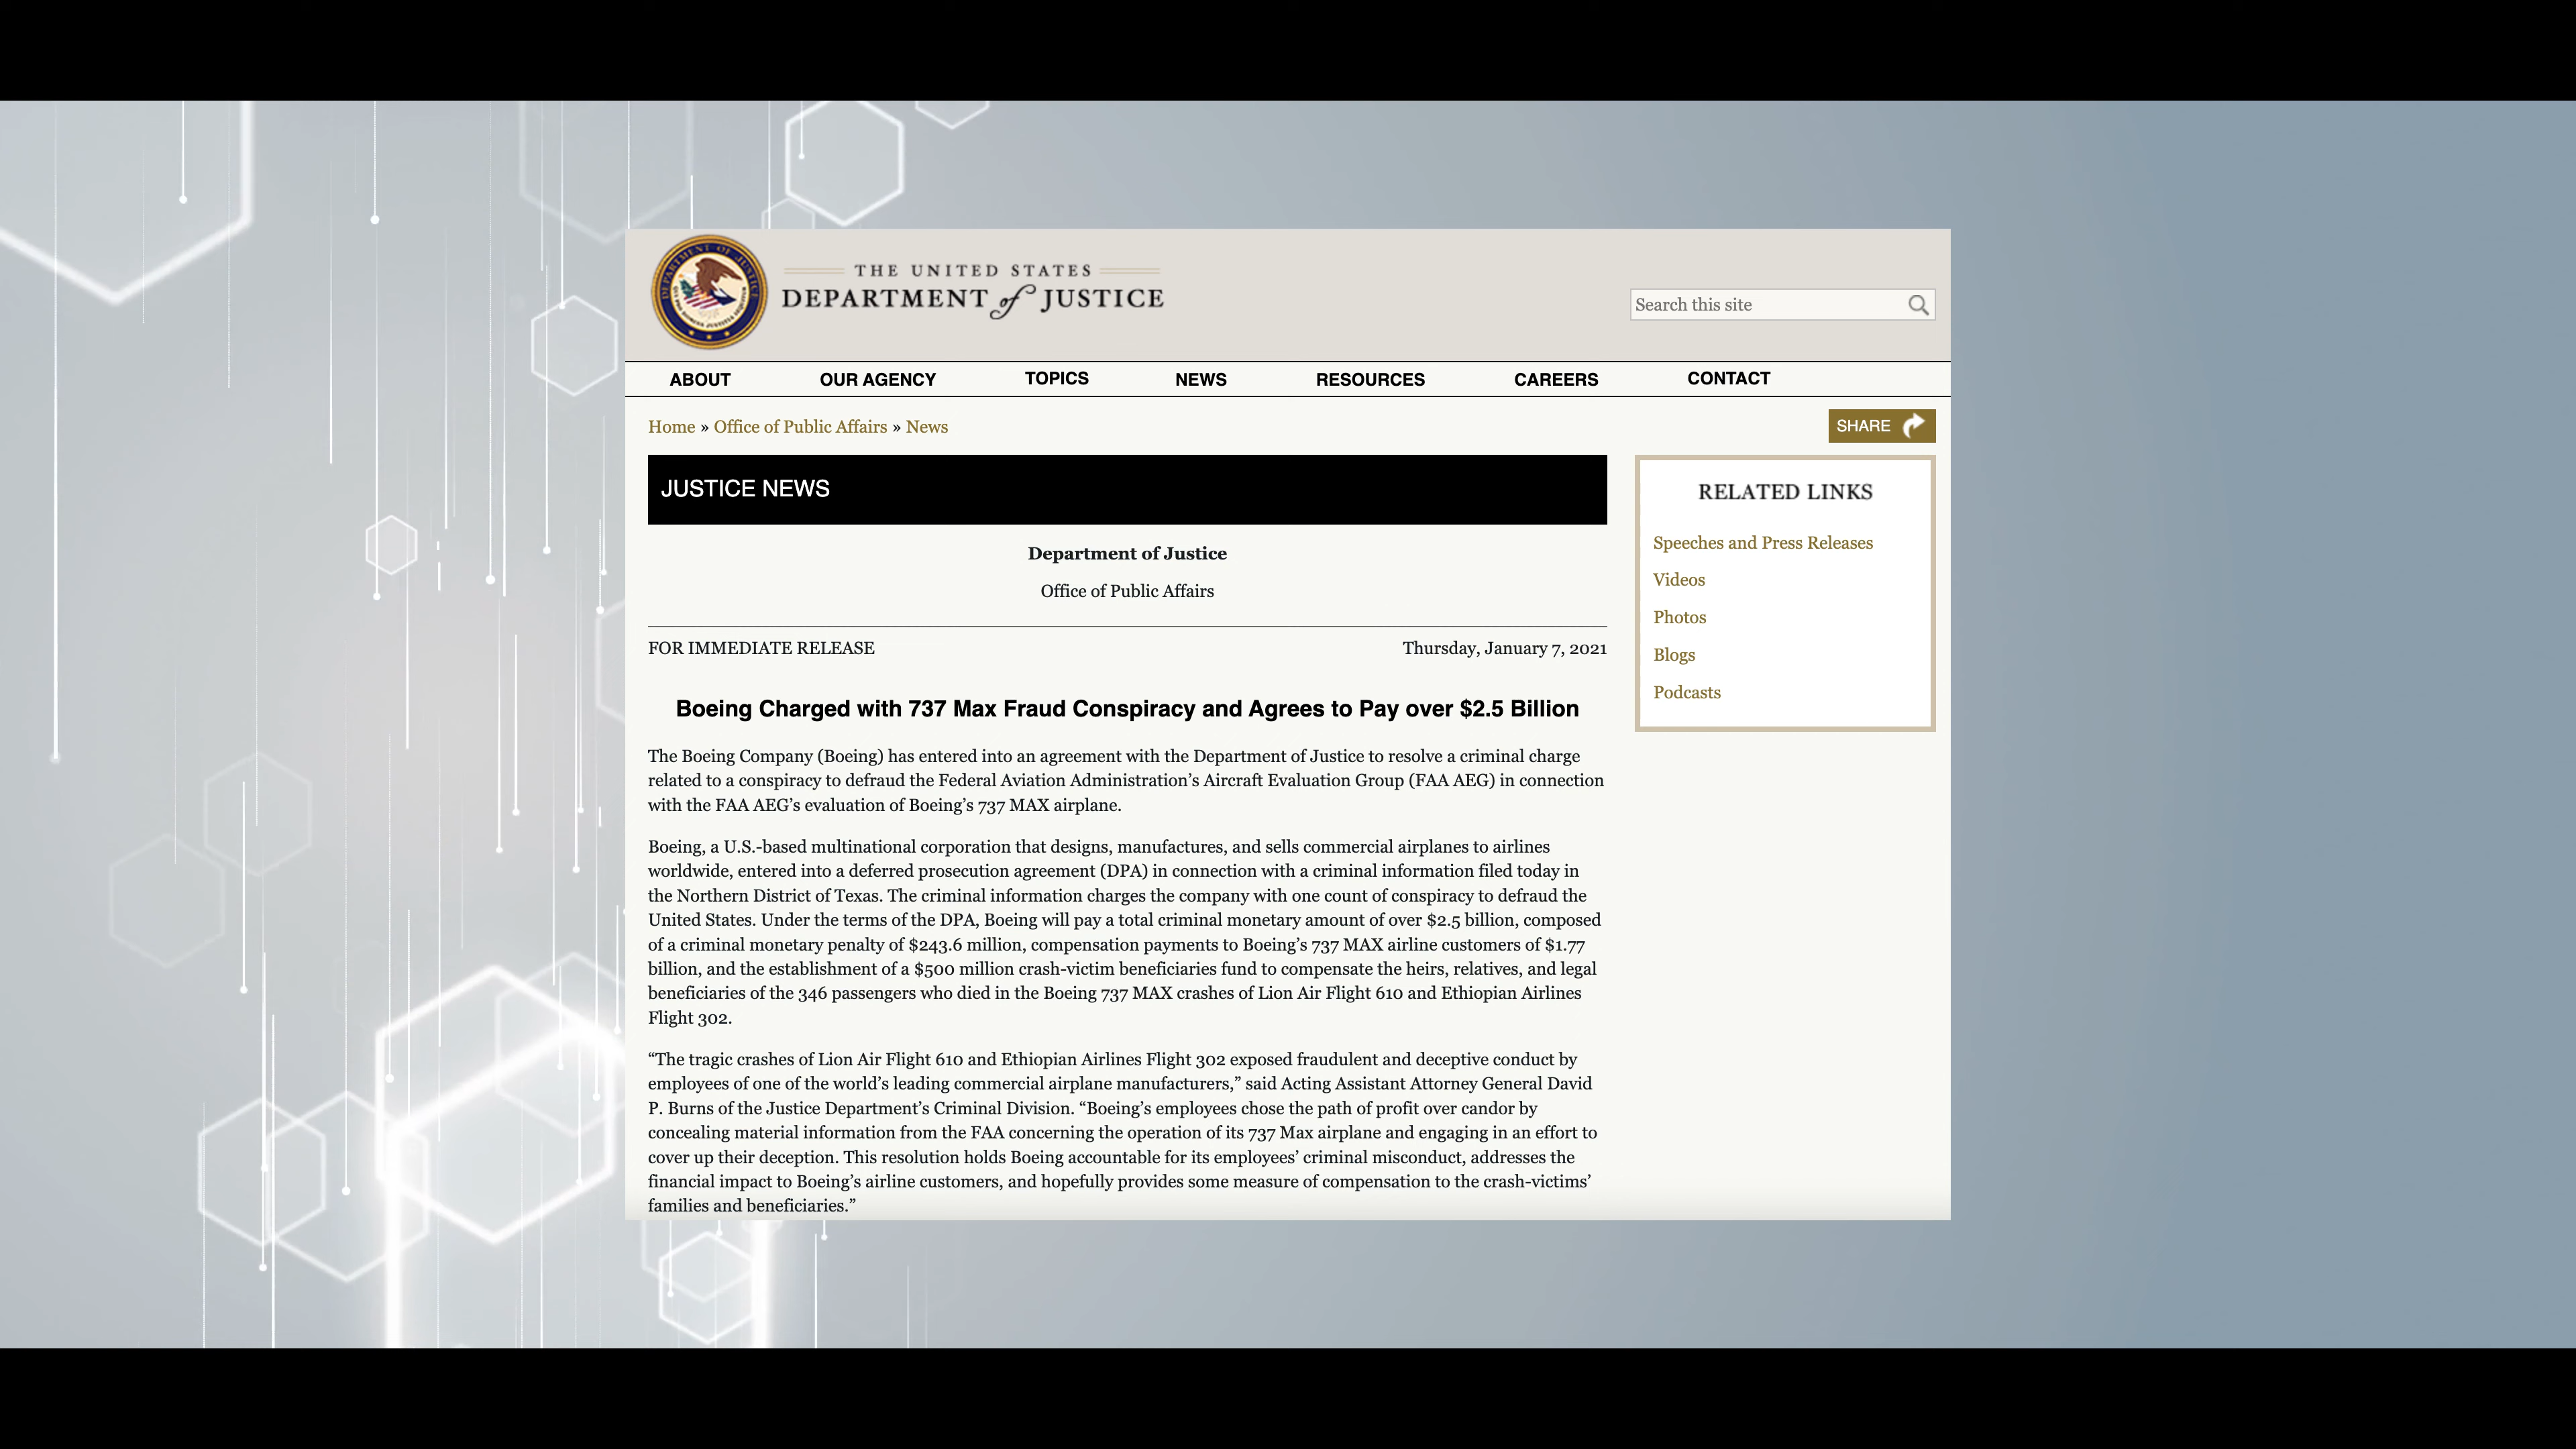 THE UNITED STATES
DEPARTMENT of JUSTICE
Search this site
ABOUT OUR AGENCY TOPICS NEWS RESOURCES CAREERS CONTACT
Home » Office of Public Affairs » News
SHARE
JUSTICE NEWS
Department of Justice
Office of Public Affairs
FOR IMMEDIATE RELEASE Thursday, January 7, 2021
Boeing Charged with 737 Max Fraud Conspiracy and Agrees to Pay over $2.5 Billion
The Boeing Company (Boeing) has entered into an agreement with the Department of Justice to resolve a criminal charge
related to a conspiracy to defraud the Federal Aviation Administration’s Aircraft Evaluation Group (FAA AEG) in connection
with the FAA AEG’s evaluation of Boeing’s 737 MAX airplane.
Boeing, a U.S.-based multinational corporation that designs, manufactures, and sells commercial airplanes to airlines
worldwide, entered into a deferred prosecution agreement (DPA) in connection with a criminal information filed today in
the Northern District of Texas. The criminal information charges the company with one count of conspiracy to defraud the
United States. Under the terms of the DPA, Boeing will pay a total criminal monetary amount of over $2.5 billion, composed
of a criminal monetary penalty of $243.6 million, compensation payments to Boeing’s 737 MAX airline customers of $1.77
billion, and the establishment of a $500 million crash-victim beneficiaries fund to compensate the heirs, relatives, and legal
beneficiaries of the 346 passengers who died in the Boeing 737 MAX crashes of Lion Air Flight 610 and Ethiopian Airlines
Flight 302.
“The tragic crashes of Lion Air Flight 610 and Ethiopian Airlines Flight 302 exposed fraudulent and deceptive conduct by
employees of one of the world’s leading commercial airplane manufacturers,” said Acting Assistant Attorney General David
P. Burns of the Justice Department’s Criminal Division. “Boeing’s employees chose the path of profit over candor by
concealing material information from the FAA concerning the operation of its 737 Max airplane and engaging in an effort to
cover up their deception. This resolution holds Boeing accountable for its employees’ criminal misconduct, addresses the
financial impact to Boeing’s airline customers, and hopefully provides some measure of compensation to the crash-victims’
families and beneficiaries.”
RELATED LINKS
Speeches and Press Releases
Videos
Photos
Blogs
Podcasts